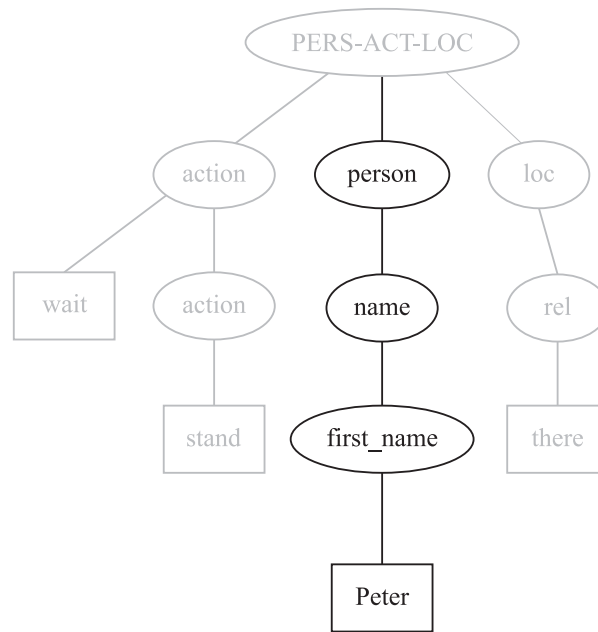 PERS-ACT-LOC
action person loc
wait action name rel
stand first_name there
Peter